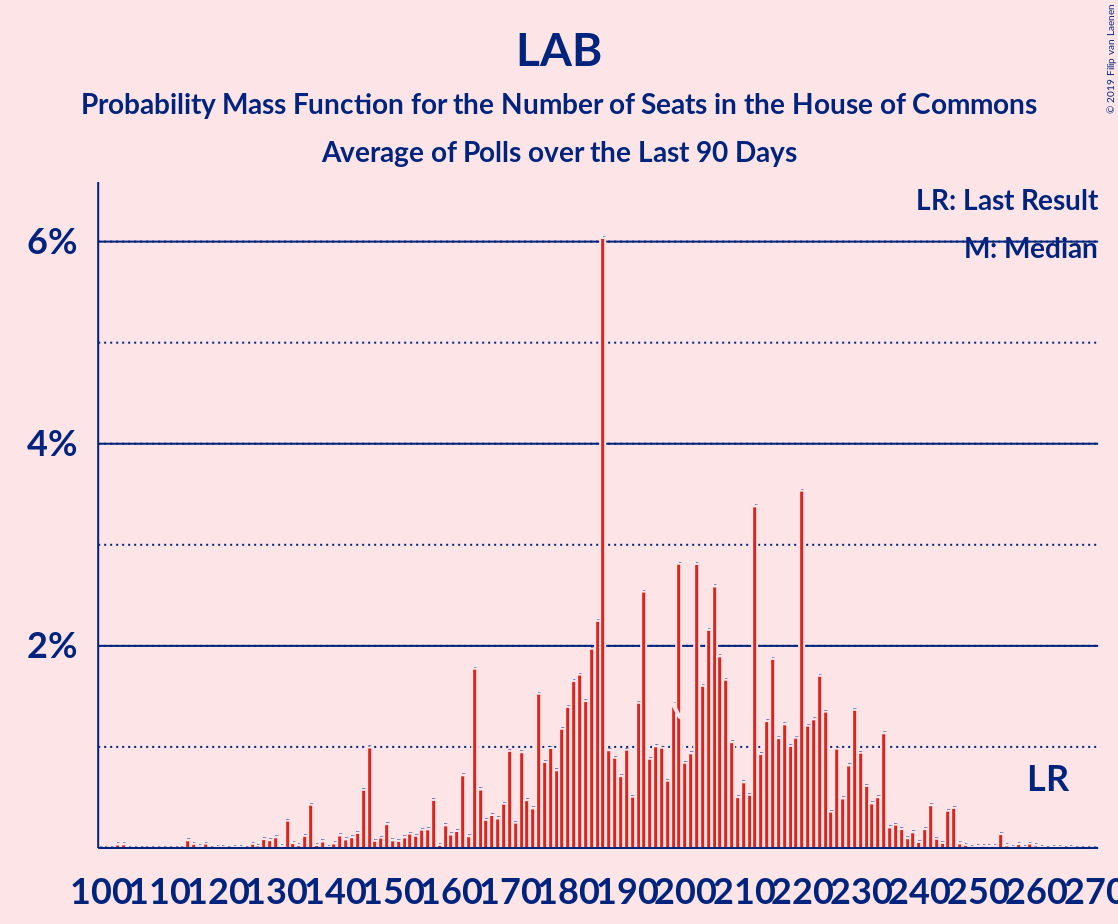 LAB
Probability Mass Function for the Number of Seats in the House of Commons
Average of Polls over the Last 90 Days
© 2019 Filip van Laenen
LR: Last Result
M: Median
6%
4%
2%
LR
100 110 120 130 140 150 160 170 180 190 200 210 220 230 240 250 260 270